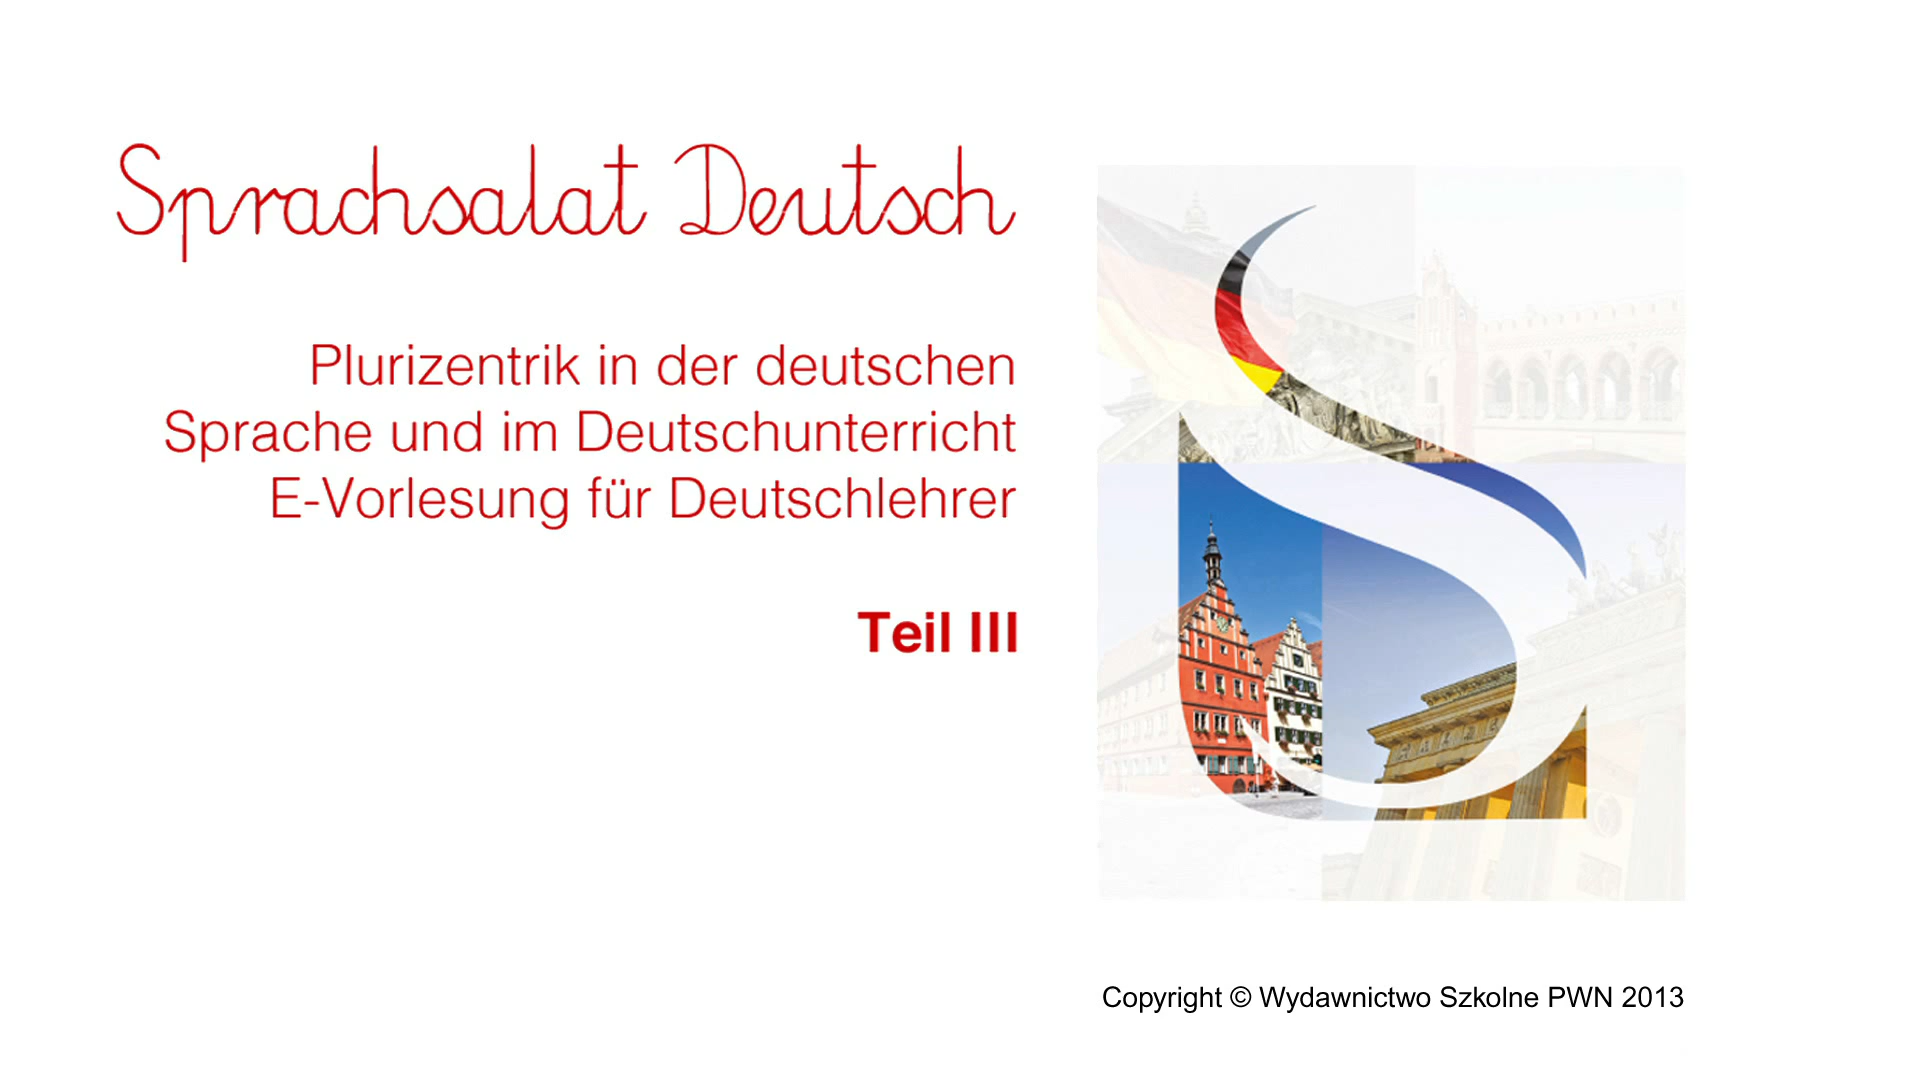 Sprachsalat Deutsch
Plurizentrik in der deutschen
Sprache und im Deutschunterricht
E-Vorlesung für Deutschlehrer
Teil III
Copyright © Wydawnictwo Szkolne PWN 2013